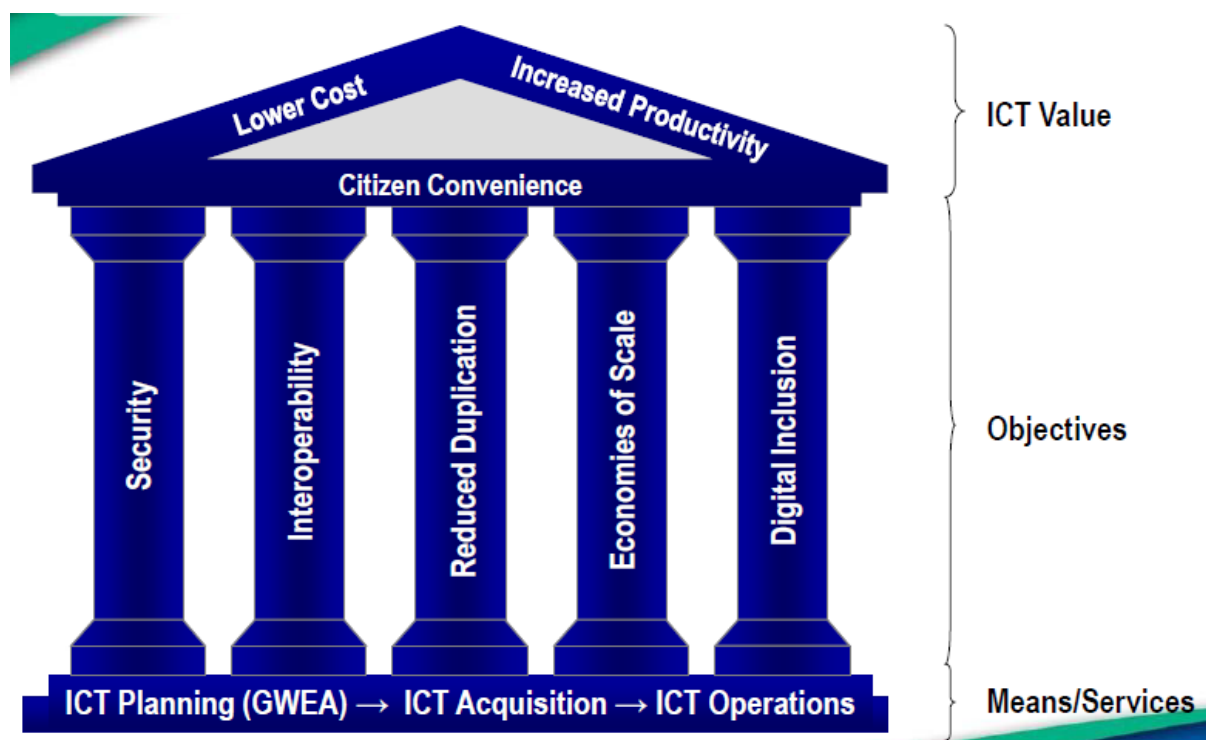 Lower Cost
Increased Productivity
ICT Value
Citizen Convenience
Security
Interoperability
Reduced Duplication
Economies of Scale
Digital Inclusion
Objectives
ICT Planning (GWEA) → ICT Acquisition → ICT Operations
Means/Services